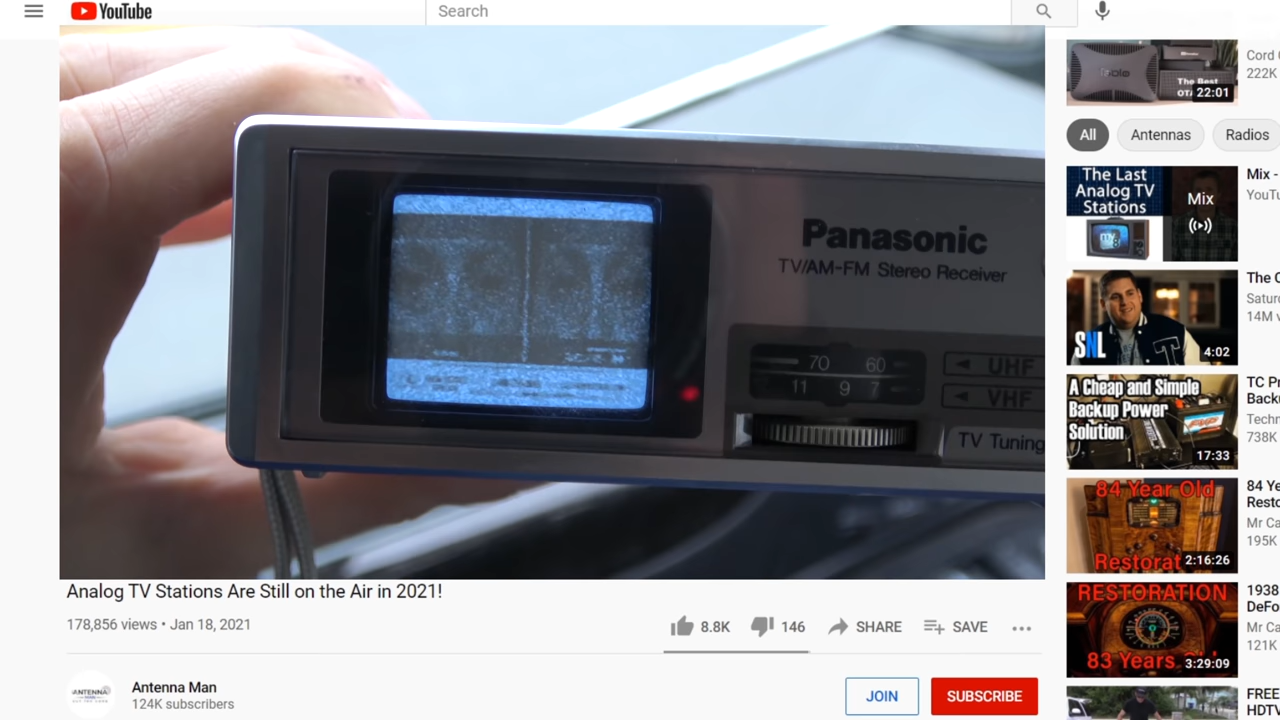 YouTube
Search
Panasonic
TV/AM-FM Stereo Receiver
70 60
11 9 7
UHF
VHF
TV Tuning
Analog TV Stations Are Still on the Air in 2021!
178,856 views • Jan 18, 2021
8.8K
146
SHARE
SAVE
ANTENNA
Antenna Man
124K subscribers
JOIN
SUBSCRIBE
The Best
OTA
22:01
Cord
222K
All
Antennas
Radios
The Last
Analog TV
Stations
Mix
Mix -
YouTu
SNL
4:02
The
Satur
14M v
A Cheap and Simple
Backup Power
Solution
17:33
TC P
Back
Techn
738K
84 Year Old
Restorat
2:16:26
84 Ye
Resto
Mr Ca
195K
RESTORATION
83 Years
3:29:09
1938
DeFo
Mr Ca
121K
FREE
HDTV